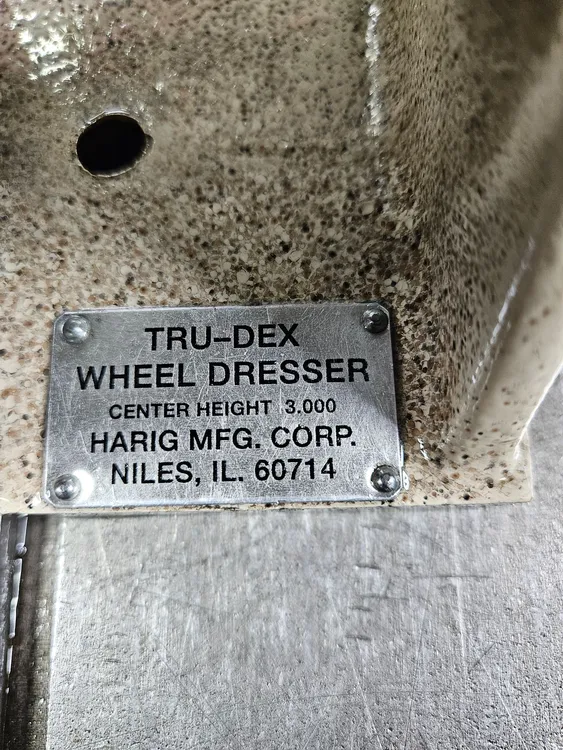 TRU-DEX
WHEEL DRESSER
CENTER HEIGHT 3.000
HARIG MFG. CORP.
NILES, IL. 60714